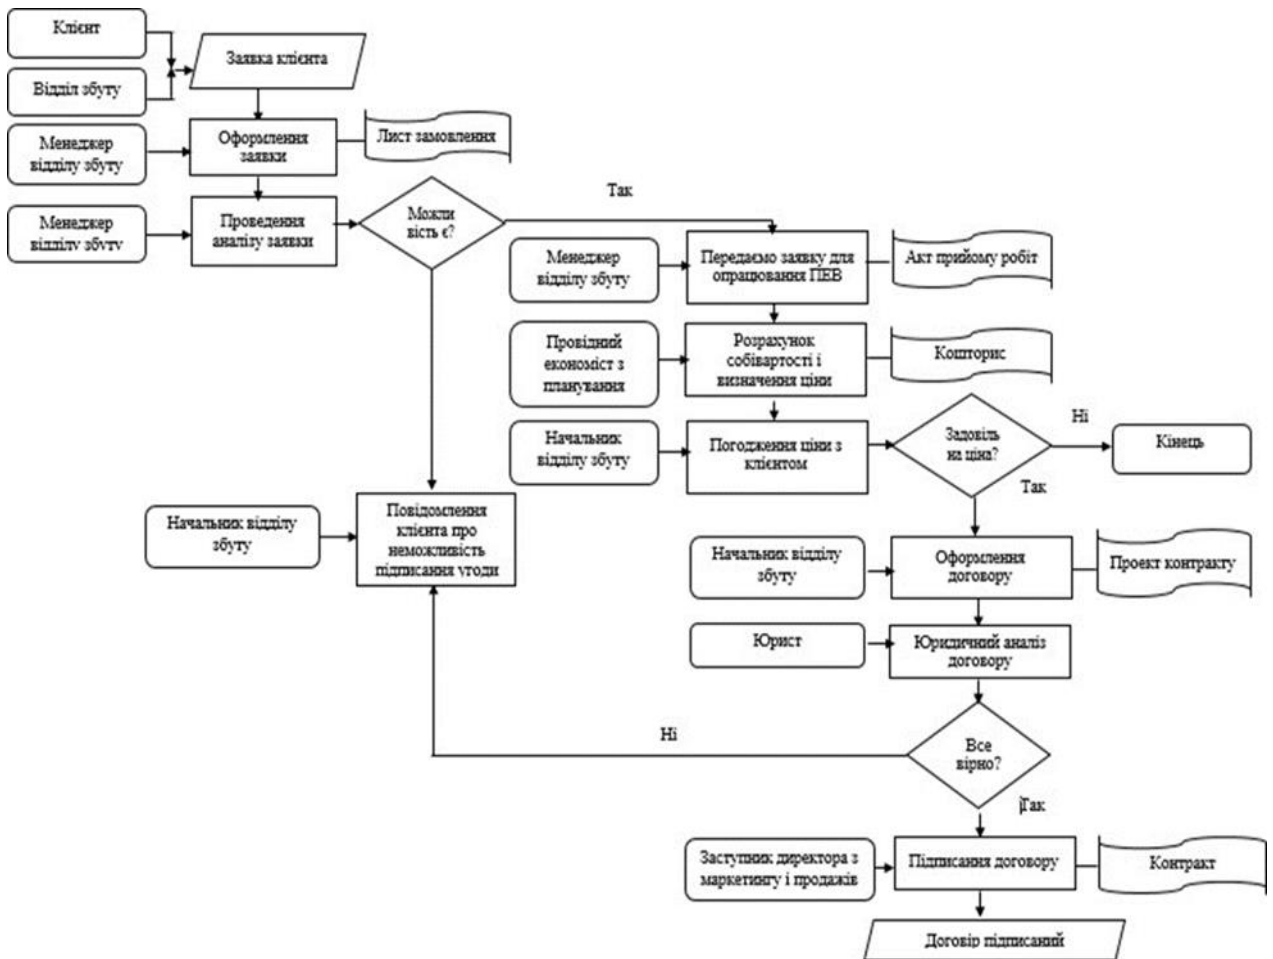 Клієнт
Заявка клієнта
Відділ збуту
Менеджер
відділу збуту
Оформлення
заявки
Лист замовлення
Менеджер
відділу збуту
Проведення
аналізу заявки
Можли
вість є?
Так
Менеджер
відділу збуту
Передаємо заявку для
опрацювання ПЕВ
Акт прийому робіт
Провідний
економіст з
планування
Розрахунок
собівартості і
визначення ціни
Кошторис
Начальник
відділу збуту
Погодження ціни з
клієнтом
Задовіль
на ціна?
Ні
Кінець
Так
Начальник відділу
збуту
Повідомлення
клієнта про
неможливість
підписання угоди
Начальник відділу
збуту
Оформлення
договору
Проект контракту
Юрист
Юридичний аналіз
договору
Ні
Все
вірно?
Так
Заступник директора з
маркетингу і продажів
Підписання договору
Контракт
Договір підписаний